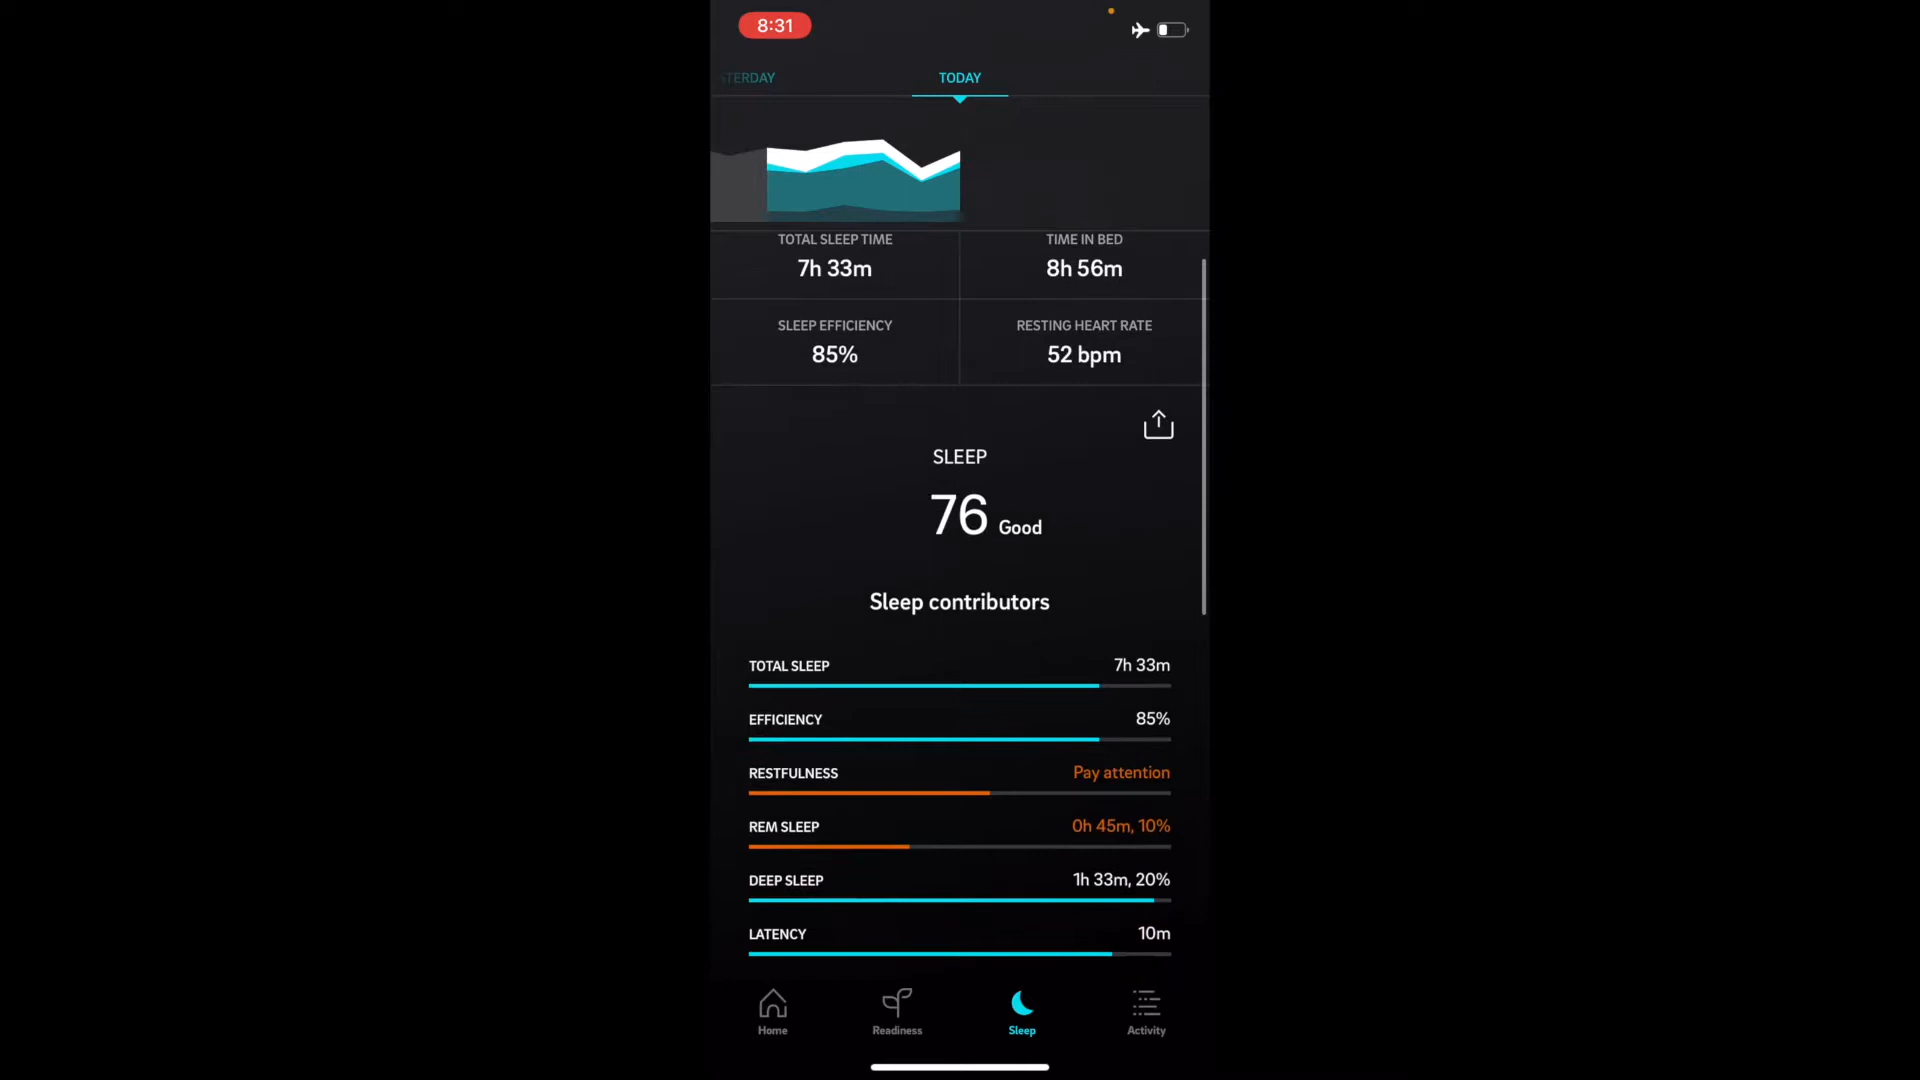 8:31
TERDAY
TODAY
TOTAL SLEEP TIME
TIME IN BED
7h 33m
8h 56m
SLEEP EFFICIENCY
RESTING HEART RATE
85%
52 bpm
SLEEP
76 Good
Sleep contributors
TOTAL SLEEP 7h 33m
EFFICIENCY 85%
RESTFULNESS Pay attention
REM SLEEP 0h 45m, 10%
DEEP SLEEP 1h 33m, 20%
LATENCY 10m
Home
Readiness
Sleep
Activity